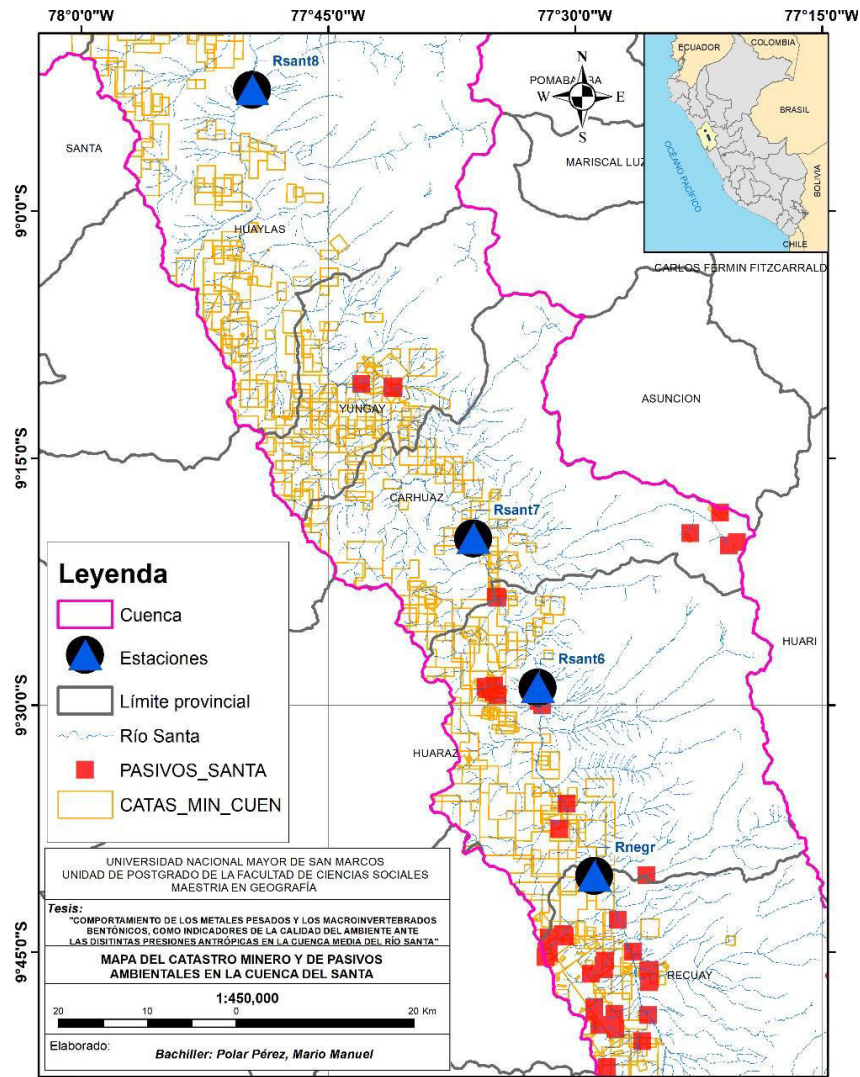 78°0'0"W
77°45'0"W
77°30'0"W
77°15'0"W
Rsant8
SANTA
N
W
E
S
ECUADOR
COLOMBIA
BRASIL
OCÉANO PACÍFICO
BOLIVIA
CHILE
MARISCAL LUZ
9°0'0"S
HUAYLAS
CARLOS FERMIN FITZCARRALD
YUNGAY
ASUNCION
9°15'0"S
CARHUAZ
Rsant7
HUARI
Rsant6
9°30'0"S
HUARAZ
Rnegr
9°45'0"S
RECUAY
Leyenda
Cuenca
Estaciones
Límite provincial
Río Santa
PASIVOS_SANTA
CATAS_MIN_CUEN
UNIVERSIDAD NACIONAL MAYOR DE SAN MARCOS
UNIDAD DE POSTGRADO DE LA FACULTAD DE CIENCIAS SOCIALES
MAESTRIA EN GEOGRAFÍA
Tesis:
"COMPORTAMIENTO DE LOS METALES PESADOS Y LOS MACROINVERTEBRADOS
BENTÓNICOS, COMO INDICADORES DE LA CALIDAD DEL AMBIENTE ANTE
LAS DISITINTAS PRESIONES ANTRÓPICAS EN LA CUENCA MEDIA DEL RÍO SANTA"
MAPA DEL CATASTRO MINERO Y DE PASIVOS
AMBIENTALES EN LA CUENCA DEL SANTA
1:450,000
20 10 0 20 Km
Elaborado:
Bachiller: Polar Pérez, Mario Manuel